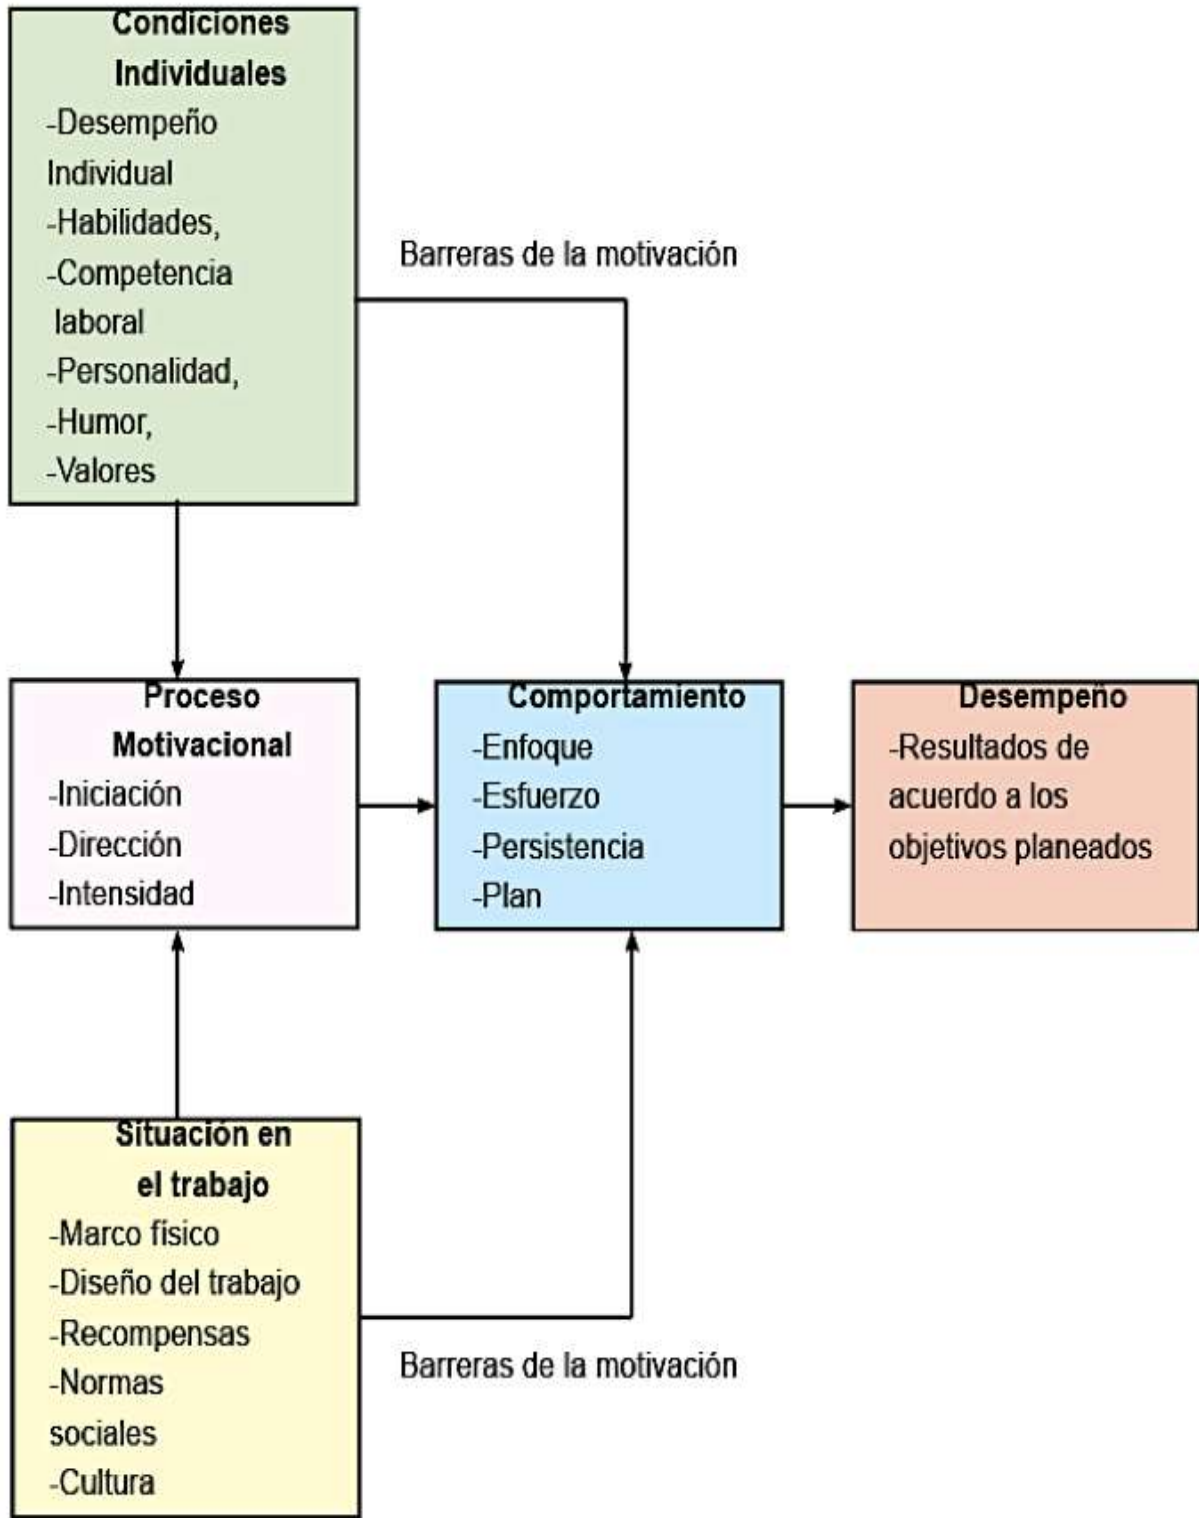 Condiciones
Individuales
-Desempeño
Individual
-Habilidades,
-Competencia
laboral
-Personalidad,
-Humor,
-Valores
Barreras de la motivación
Proceso
Motivacional
-Iniciación
-Dirección
-Intensidad
Comportamiento
-Enfoque
-Esfuerzo
-Persistencia
-Plan
Desempeño
-Resultados de
acuerdo a los
objetivos planeados
Situación en
el trabajo
-Marco físico
-Diseño del trabajo
-Recompensas
-Normas
sociales
-Cultura
Barreras de la motivación